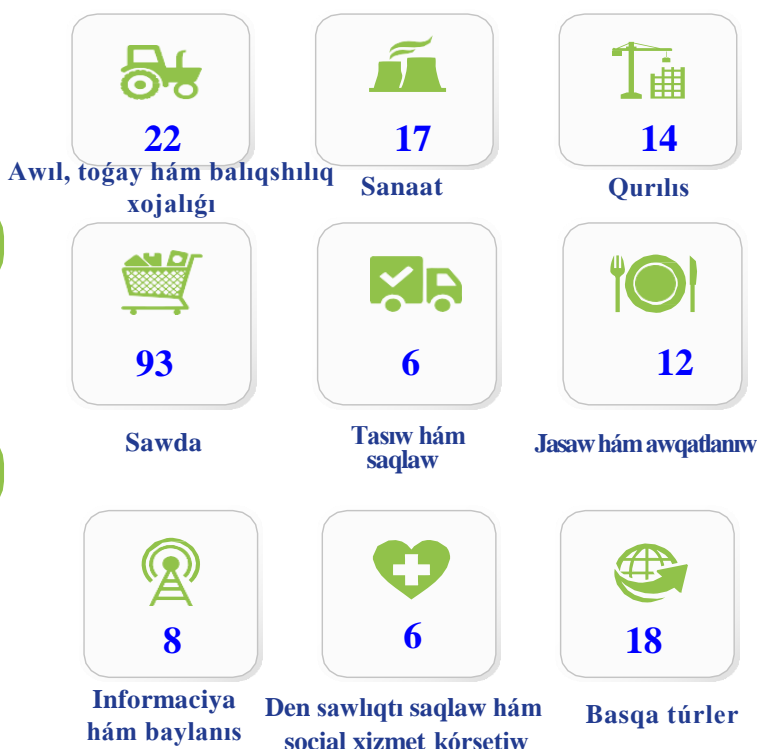 22
Awıl, toǵay hám balıqshılıq
xojalıǵı
17
Sanaat
14
Qurılıs
93
Sawda
6
Tasıw hám
saqlaw
12
Jasaw hám awqatlanıw
8
Informaciya
hám baylanıs
6
Den sawlıqtı saqlaw hám
social xizmet kórsetiw
18
Basqa túrler